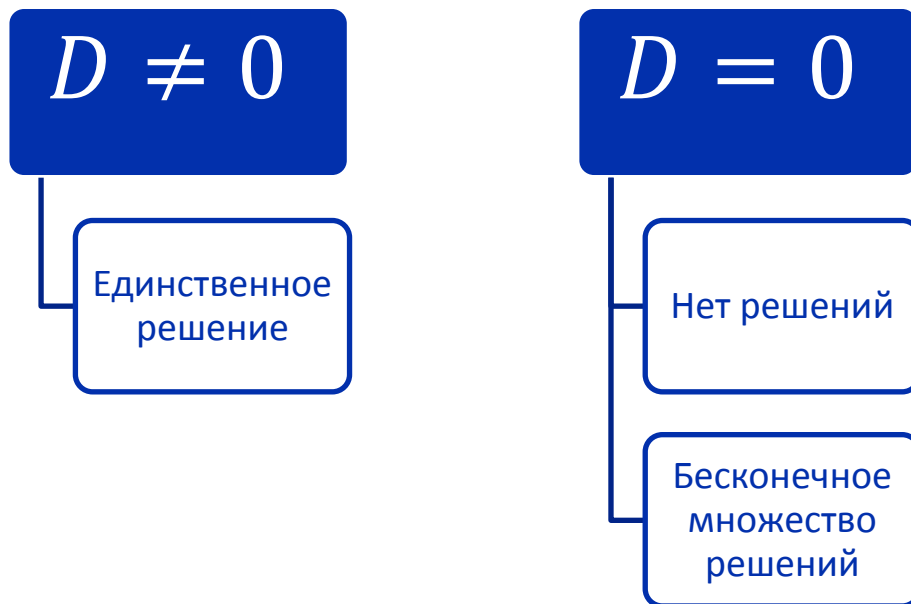 D ≠ 0
Единственное
решение
D = 0
Нет решений
Бесконечное
множество
решений